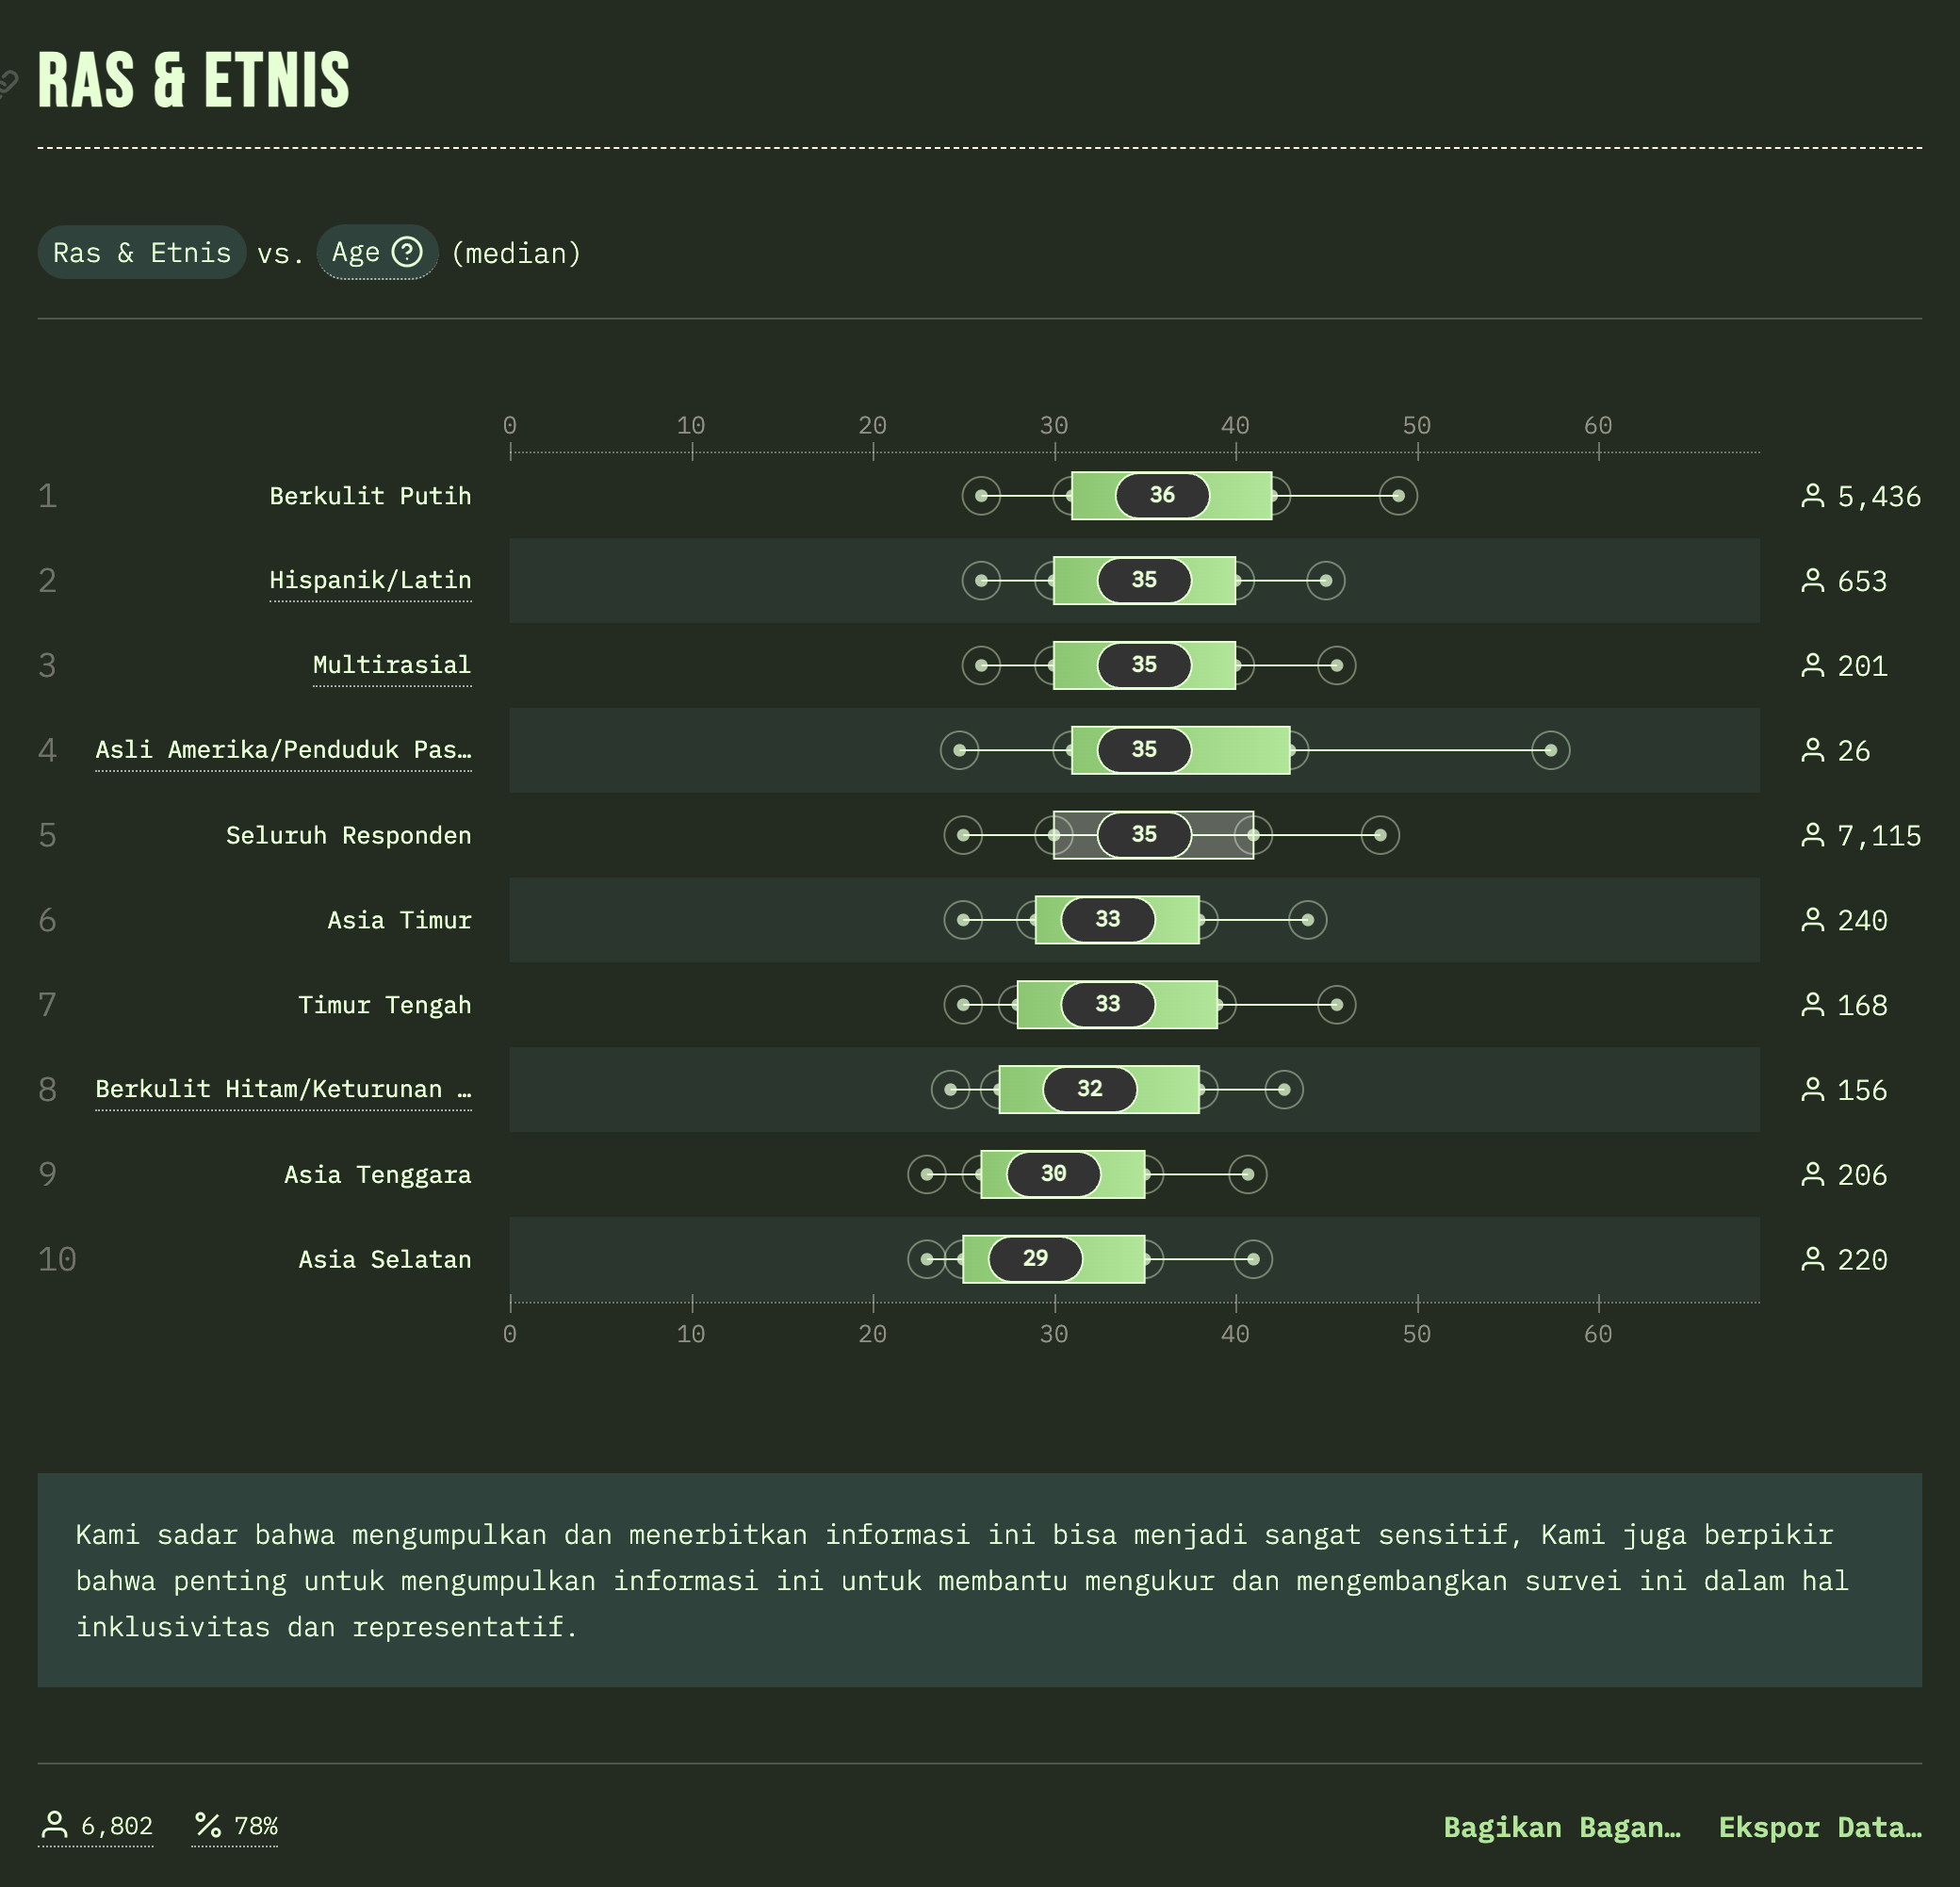 RAS & ETNIS
Ras & Etnis vs. Age (median)
0 10 20 30 40 50 60
1 Berkulit Putih 36 5,436
2 Hispanik/Latin 35 653
3 Multirasial 35 201
4 Asli Amerika/Penduduk Pas… 35 26
5 Seluruh Responden 35 7,115
6 Asia Timur 33 240
7 Timur Tengah 33 168
8 Berkulit Hitam/Keturunan … 32 156
9 Asia Tenggara 30 206
10 Asia Selatan 29 220
0 10 20 30 40 50 60
Kami sadar bahwa mengumpulkan dan menerbitkan informasi ini bisa menjadi sangat sensitif, Kami juga berpikir
bahwa penting untuk mengumpulkan informasi ini untuk membantu mengukur dan mengembangkan survei ini dalam hal
inklusivitas dan representatif.
6,802 78% Bagikan Bagan… Ekspor Data…